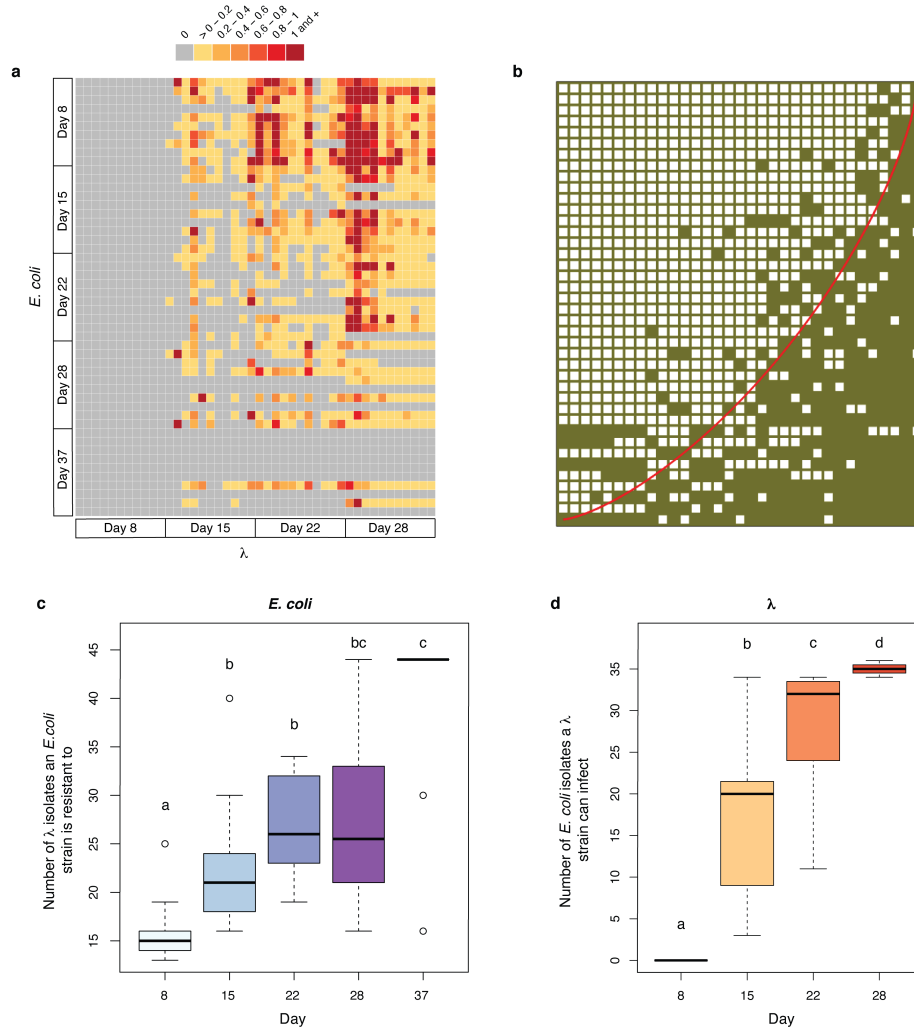 0
> 0 – 0.2
0.2 – 0.4
0.4 – 0.6
0.6 – 0.8
0.8 – 1
1 and +
a
b
E. coli
Day 8
Day 15
Day 22
Day 28
Day 37
Day 8 Day 15 Day 22 Day 28
λ
c
E. coli
Number of λ isolates an E.coli
strain is resistant to
45
40
35
30
25
20
15
a
b
b
bc
c
8 15 22 28 37
Day
d
λ
Number of E. coli isolates a λ
strain can infect
35
30
25
20
15
10
5
0
a
b
c
d
8 15 22 28
Day